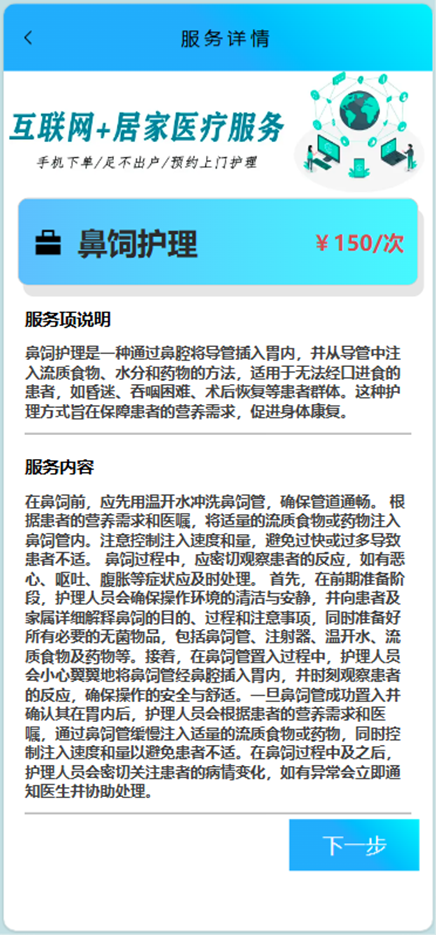 服务详情
互联网+居家医疗服务
手机下单/足不出户/预约上门护理
鼻饲护理
￥150/次
服务项说明
鼻饲护理是一种通过鼻腔将导管插入胃内，并从导管中注
入流质食物、水分和药物的方法，适用于无法经口进食的
患者，如昏迷、吞咽困难、术后恢复等患者群体。这种护
理方式旨在保障患者的营养需求，促进身体康复。
服务内容
在鼻饲前，应先用温开水冲洗鼻饲管，确保管道通畅。 根
据患者的营养需求和医嘱，将适量的流质食物或药物注入
鼻饲管内。注意控制注入速度和量，避免过快或过多导致
患者不适。 鼻饲过程中，应密切观察患者的反应，如有恶
心、呕吐、腹胀等症状应及时处理。 首先，在前期准备阶
段，护理人员会确保操作环境的清洁与安静，并向患者及
家属详细解释鼻饲的目的、过程和注意事项，同时准备好
所有必要的无菌物品，包括鼻饲管、注射器、温开水、流
质食物及药物等。接着，在鼻饲管置入过程中，护理人员
会小心翼翼地将鼻饲管经鼻腔插入胃内，并时刻观察患者
的反应，确保操作的安全与舒适。一旦鼻饲管成功置入并
确认其在胃内后，护理人员会根据患者的营养需求和医
嘱，通过鼻饲管缓慢注入适量的流质食物或药物，同时控
制注入速度和量以避免患者不适。在鼻饲过程中及之后，
护理人员会密切关注患者的病情变化，如有异常会立即通
知医生并协助处理。
下一步